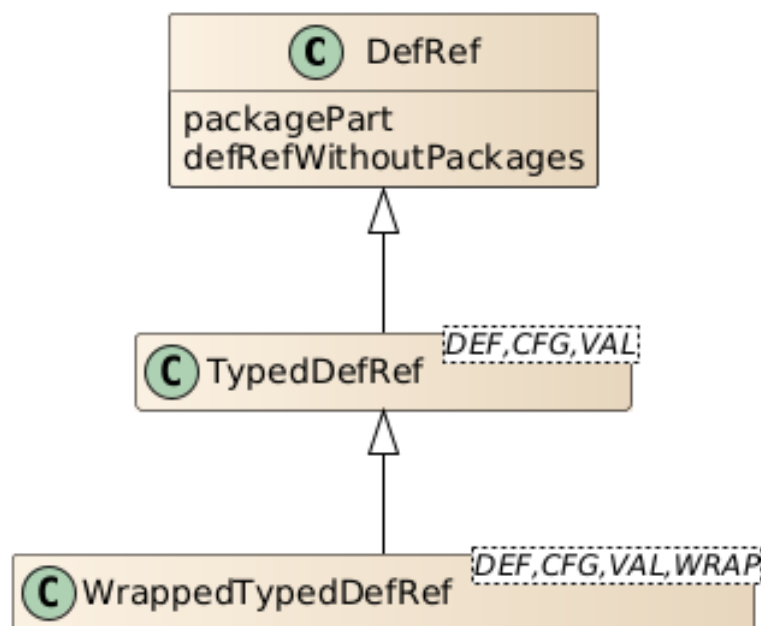 C DefRef
packagePart
defRefWithoutPackages
DEF,CFG,VAL
C TypedDefRef
DEF,CFG,VAL,WRAP
C WrappedTypedDefRef